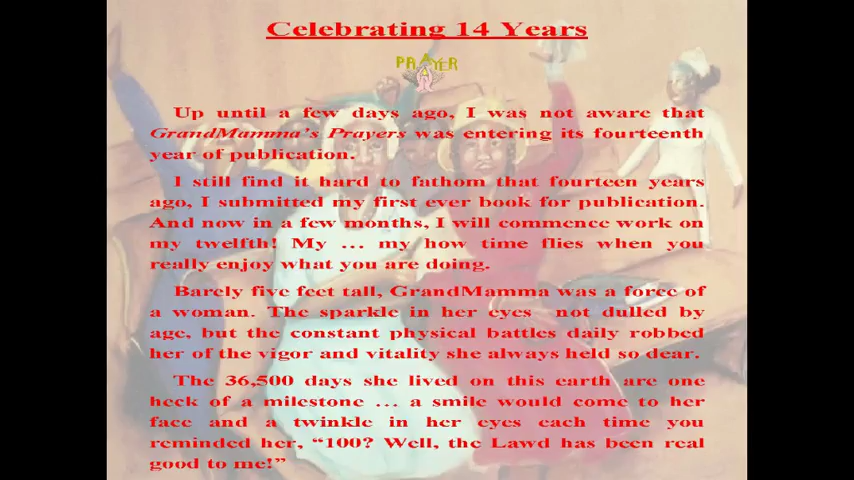 Celebrating 14 Years
PRAYER
Up until a few days ago, I was not aware that
GrandMamma's Prayers was entering its fourteenth
year of publication.
I still find it hard to fathom that fourteen years
ago, I submitted my first ever book for publication.
And now in a few months, I will commence work on
my twelfth! My ... my how time flies when you
really enjoy what you are doing.
Barely five feet tall, GrandMamma was a force of
a woman. The sparkle in her eyes not dulled by
age, but the constant physical battles daily robbed
her of the vigor and vitality she always held so dear.
The 36,500 days she lived on this earth are one
heck of a milestone ... a smile would come to her
face and a twinkle in her eyes each time you
reminded her, “100? Well, the Lawd has been real
good to me!”